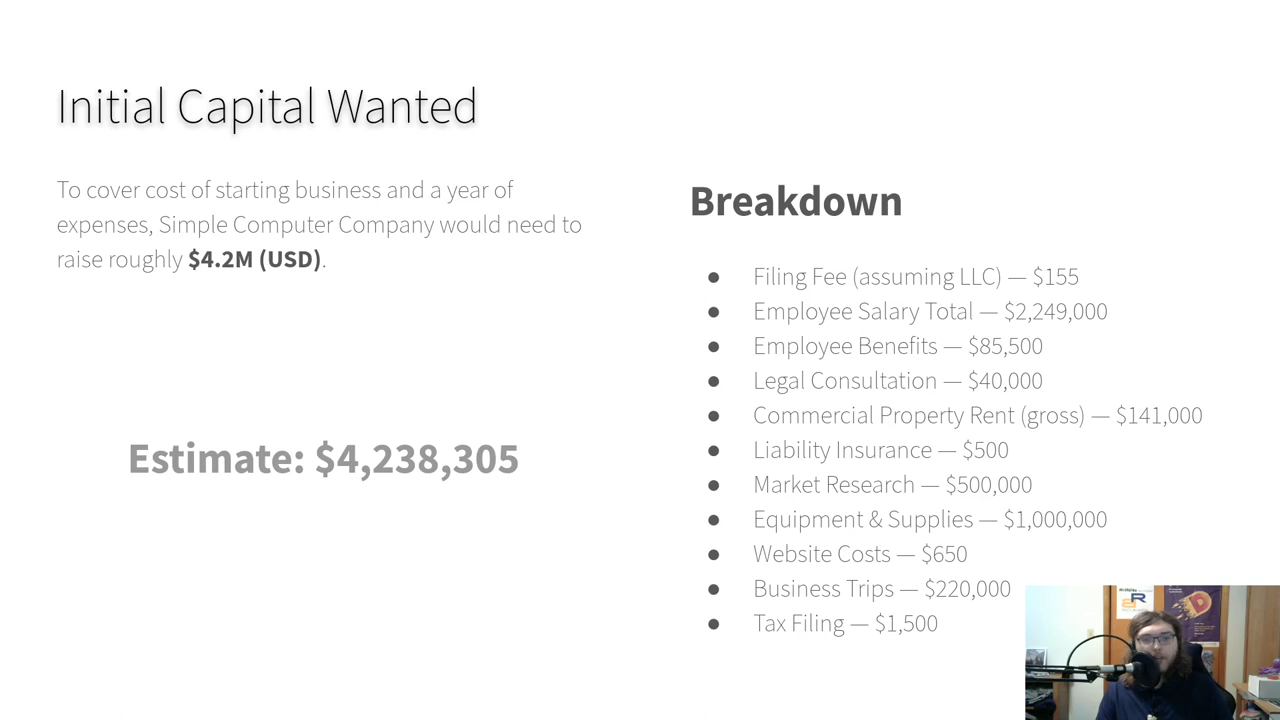 Initial Capital Wanted
To cover cost of starting business and a year of
expenses, Simple Computer Company would need to
raise roughly $4.2M (USD).
Estimate: $4,238,305
Breakdown
● Filing Fee (assuming LLC) — $155
● Employee Salary Total — $2,249,000
● Employee Benefits — $85,500
● Legal Consultation — $40,000
● Commercial Property Rent (gross) — $141,000
● Liability Insurance — $500
● Market Research — $500,000
● Equipment & Supplies — $1,000,000
● Website Costs — $650
● Business Trips — $220,000
● Tax Filing — $1,500